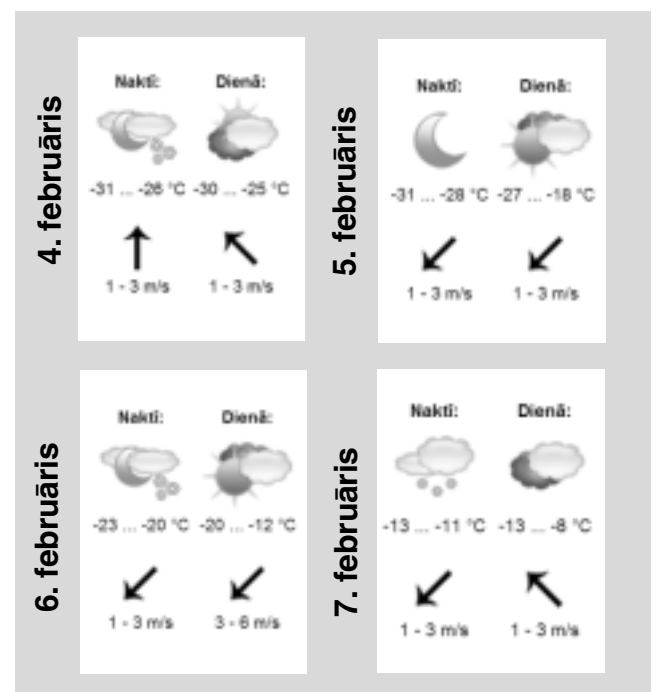 4. februāris
Naktī: Dienā:
-31 ... -26 °C -30 ... -25 °C
1 - 3 m/s 1 - 3 m/s
5. februāris
Naktī: Dienā:
-31 ... -28 °C -27 ... -18 °C
1 - 3 m/s 1 - 3 m/s
6. februāris
Naktī: Dienā:
-23 ... -20 °C -20 ... -12 °C
1 - 3 m/s 3 - 6 m/s
7. februāris
Naktī: Dienā:
-13 ... -11 °C -13 ... -8 °C
1 - 3 m/s 1 - 3 m/s